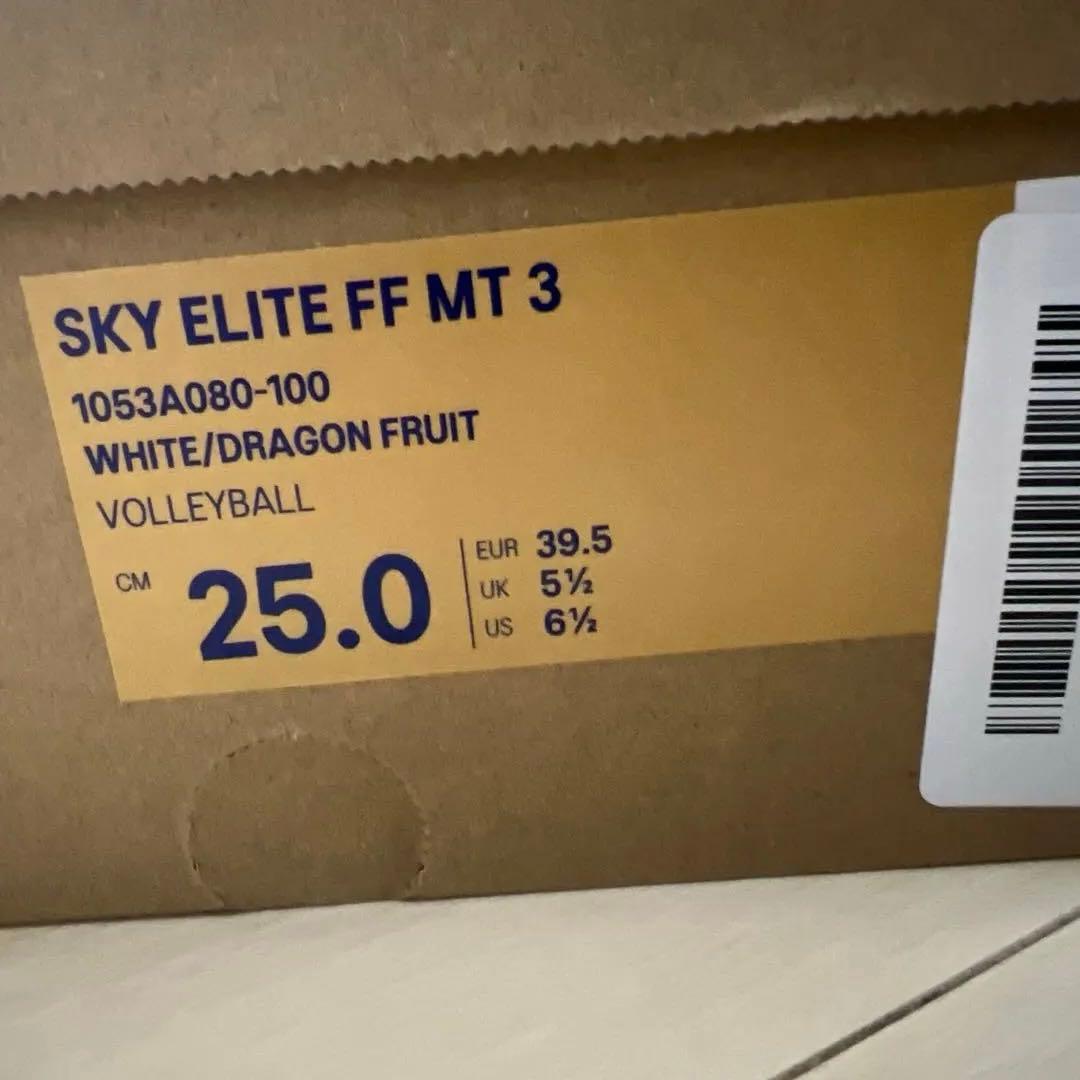 SKY ELITE FF MT 3
1053A080-100
WHITE/DRAGON FRUIT
VOLLEYBALL
CM 25.0
EUR 39.5
UK 5½
US 6½